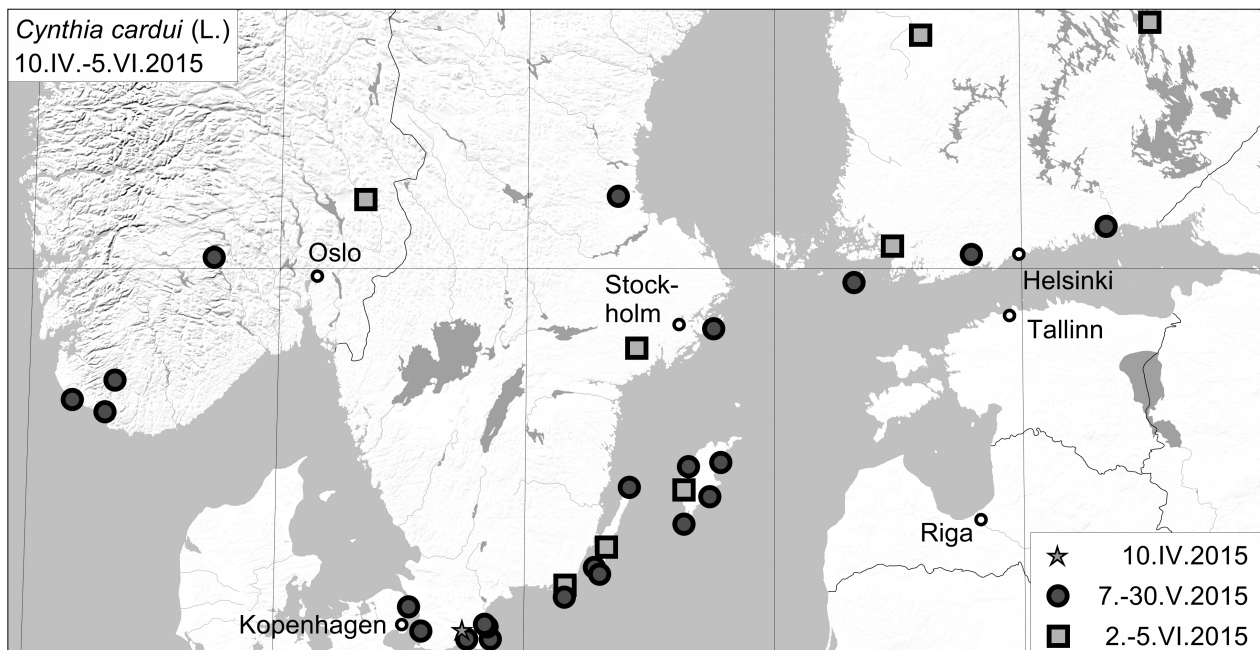 Cynthia cardui (L.)
10.IV.-5.VI.2015
Oslo
Stock-
holm
Helsinki
Tallinn
Riga
Kopenhagen
10.IV.2015
7.-30.V.2015
2.-5.VI.2015